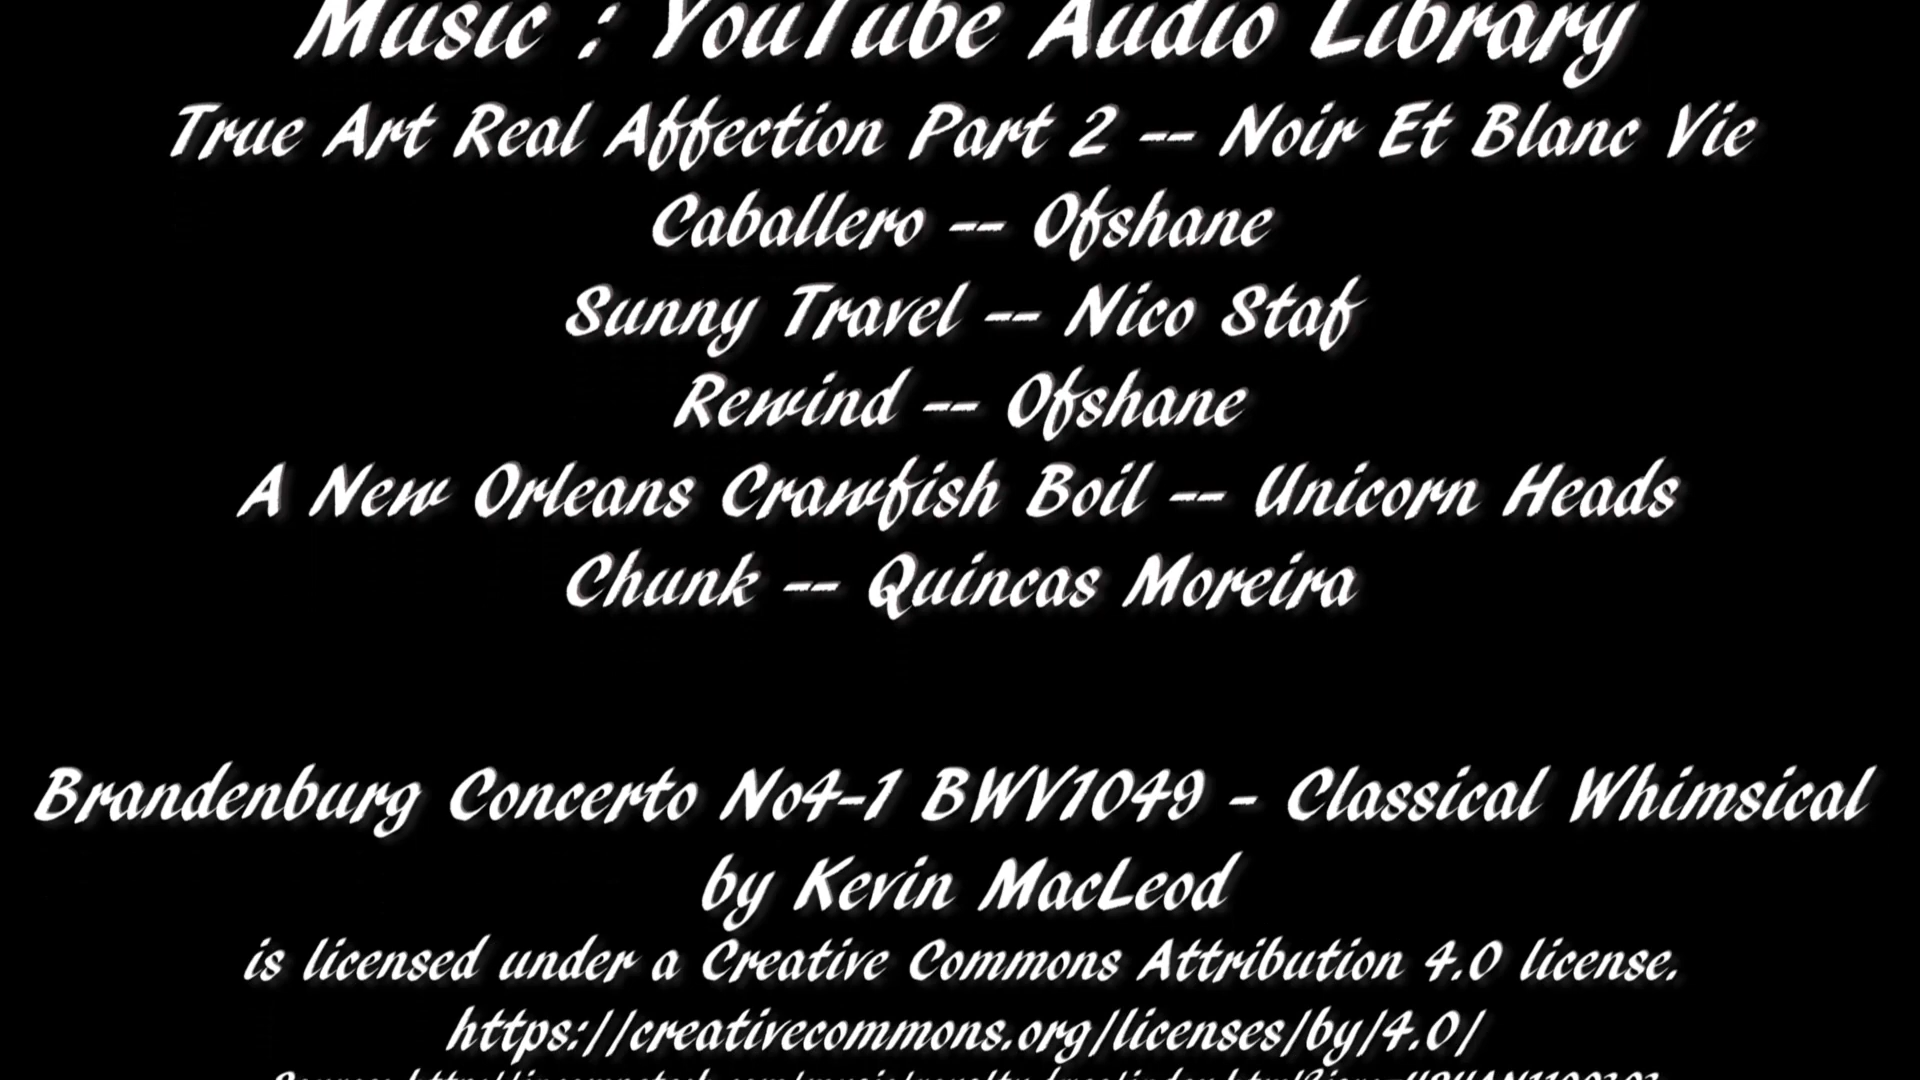 Music : YouTube Audio Library
True Art Real Affection Part 2 -- Noir Et Blanc Vie
Caballero -- Ofshane
Sunny Travel -- Nico Staf
Rewind -- Ofshane
A New Orleans Crawfish Boil -- Unicorn Heads
Chunk -- Quincas Moreira
Brandenburg Concerto No4-1 BWV1049 - Classical Whimsical
by Kevin MacLeod
is licensed under a Creative Commons Attribution 4.0 license.
https://creativecommons.org/licenses/by/4.0/